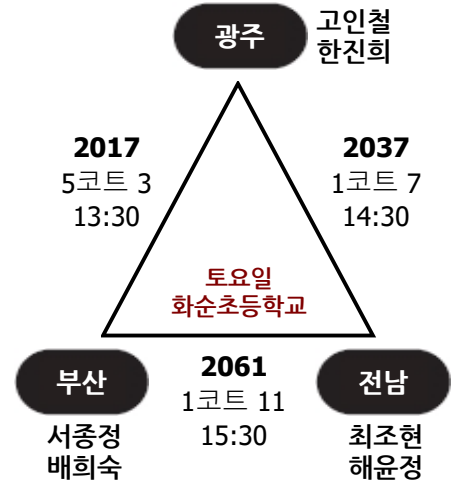 광주
고인철
한진희
2017
5코트 3
13:30
2037
1코트 7
14:30
토요일
화순초등학교
부산
서종정
배희숙
2061
1코트 11
15:30
전남
최조현
해윤정